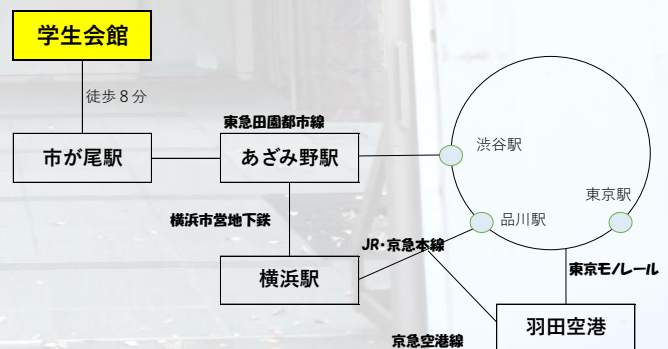 学生会館
徒歩８分
東急田園都市線
市が尾駅
あざみ野駅
渋谷駅
東京駅
横浜市営地下鉄
品川駅
JR・京急本線
横浜駅
東京モノレール
羽田空港
京急空港線